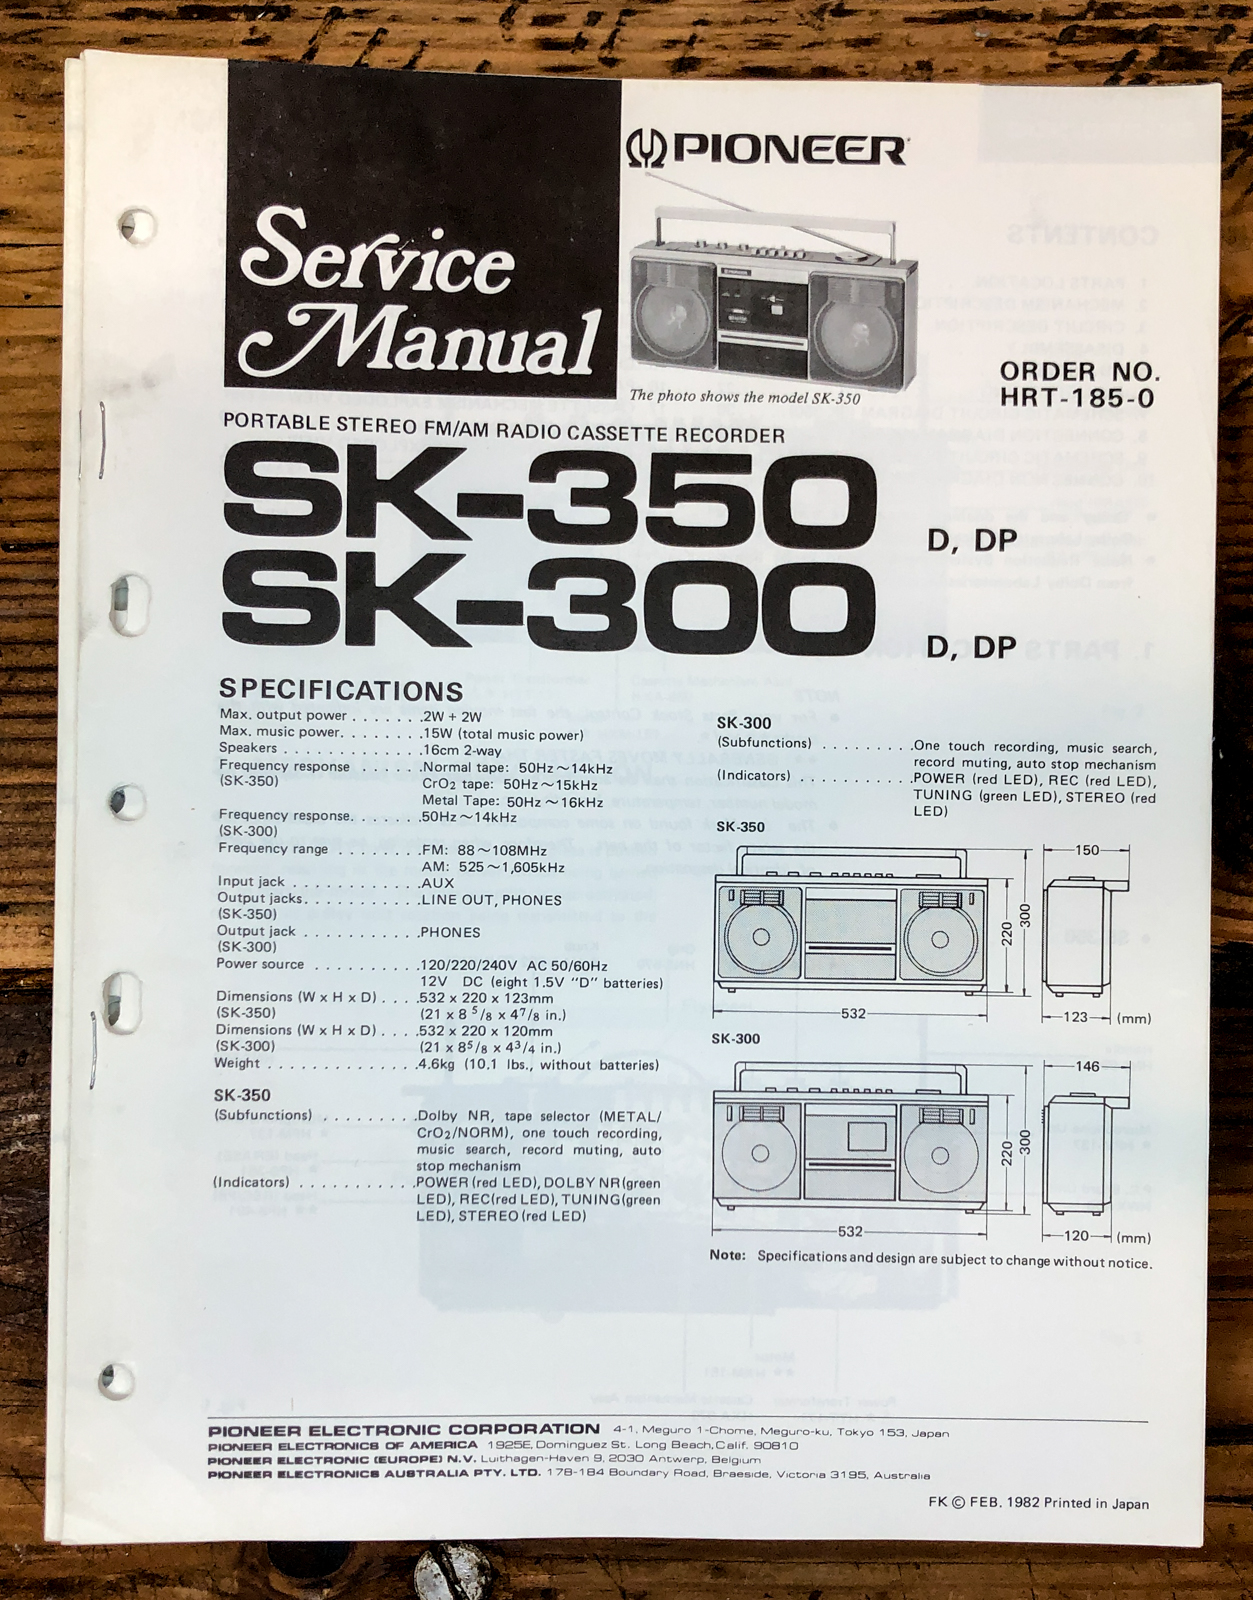 Service
Manual
PIONEER
The photo shows the model SK-350
ORDER NO.
HRT-185-0
PORTABLE STEREO FM/AM RADIO CASSETTE RECORDER
SK-350 D, DP
SK-300 D, DP
SPECIFICATIONS
Max. output power . . . . . . .2W + 2W
Max. music power. . . . . . . .15W (total music power)
Speakers . . . . . . . . . . . . .16cm 2-way
Frequency response . . . . . .Normal tape: 50Hz~14kHz
(SK-350) CrO2 tape: 50Hz~15kHz
Metal Tape: 50Hz~16kHz
Frequency response. . . . . . .50Hz~14kHz
(SK-300)
Frequency range . . . . . . . .FM: 88~108MHz
AM: 525~1,605kHz
Input jack . . . . . . . . . . . .AUX
Output jacks. . . . . . . . . . .LINE OUT, PHONES
(SK-350)
Output jack . . . . . . . . . . .PHONES
(SK-300)
Power source . . . . . . . . . .120/220/240V AC 50/60Hz
12V DC (eight 1.5V "D" batteries)
Dimensions (W x H x D) . . . .532 x 220 x 123mm
(SK-350) (21 x 8 5/8 x 47/8 in.)
Dimensions (W x H x D) . . . .532 x 220 x 120mm
(SK-300) (21 x 85/8 x 43/4 in.)
Weight . . . . . . . . . . . . . .4.6kg (10.1 lbs., without batteries)
SK-350
(Subfunctions) . . . . . . . . .Dolby NR, tape selector (METAL/
CrO2/NORM), one touch recording,
music search, record muting, auto
stop mechanism
(Indicators) . . . . . . . . . . .POWER (red LED), DOLBY NR(green
LED), REC(red LED), TUNING(green
LED), STEREO(red LED)
SK-300
(Subfunctions) . . . . . . . . .One touch recording, music search,
record muting, auto stop mechanism
(Indicators) . . . . . . . . . . .POWER (red LED), REC (red LED),
TUNING (green LED), STEREO (red
LED)
SK-350
150
220
300
532
123 (mm)
SK-300
146
220
300
532
120 (mm)
Note: Specifications and design are subject to change without notice.
PIONEER ELECTRONIC CORPORATION 4-1, Meguro 1-Chome, Meguro-ku, Tokyo 153, Japan
PIONEER ELECTRONICS OF AMERICA 1925E, Dominguez St. Long Beach, Calif. 90810
PIONEER ELECTRONIC (EUROPE) N.V. Luithagen-Haven 9, 2030 Antwerp, Belgium
PIONEER ELECTRONICS AUSTRALIA PTY. LTD. 178-184 Boundary Road, Braeside, Victoria 3195, Australia
FK © FEB. 1982 Printed in Japan